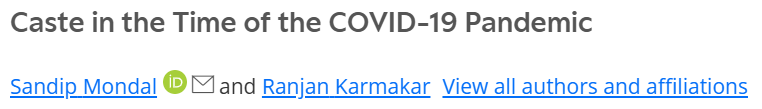 Caste in the Time of the COVID-19 Pandemic
Sandip Mondal iD and Ranjan Karmakar View all authors and affiliations